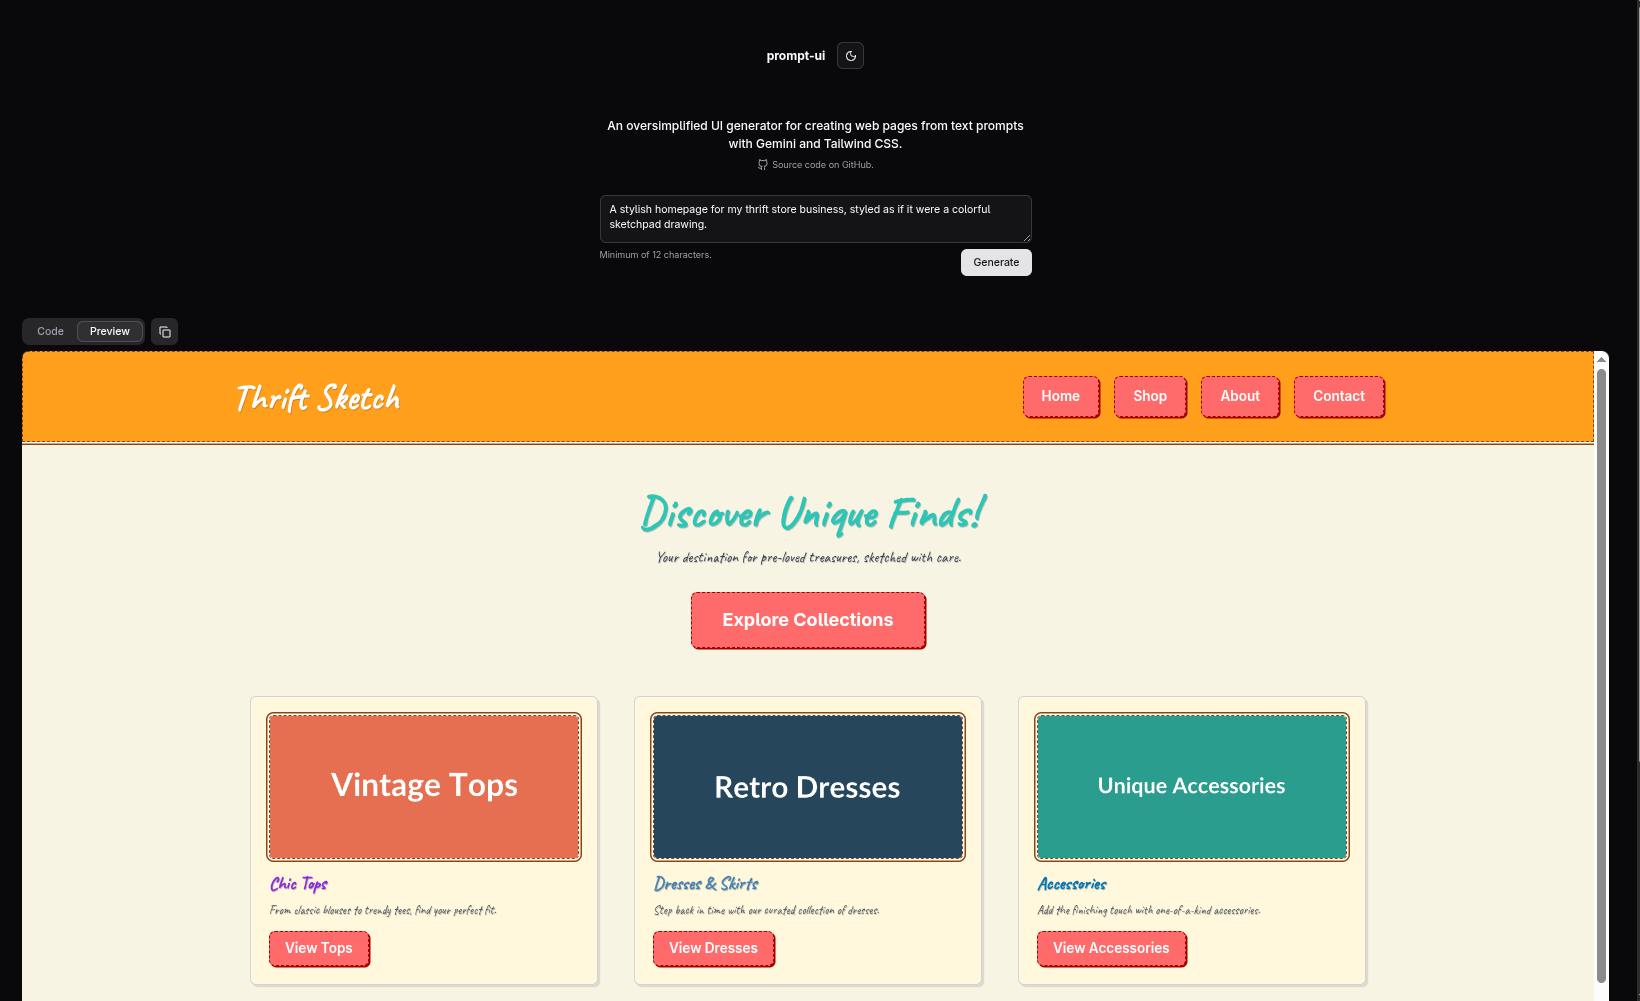 prompt-ui
An oversimplified UI generator for creating web pages from text prompts
with Gemini and Tailwind CSS.
Source code on GitHub.
A stylish homepage for my thrift store business, styled as if it were a colorful
sketchpad drawing.
Minimum of 12 characters.
Generate
Code Preview
Thrift Sketch
Home Shop About Contact
Discover Unique Finds!
Your destination for pre-loved treasures, sketched with care.
Explore Collections
Vintage Tops
Chic Tops
From classic blouses to trendy tees, find your perfect fit.
View Tops
Retro Dresses
Dresses & Skirts
Step back in time with our curated collection of dresses.
View Dresses
Unique Accessories
Accessories
Add the finishing touch with one-of-a-kind accessories.
View Accessories